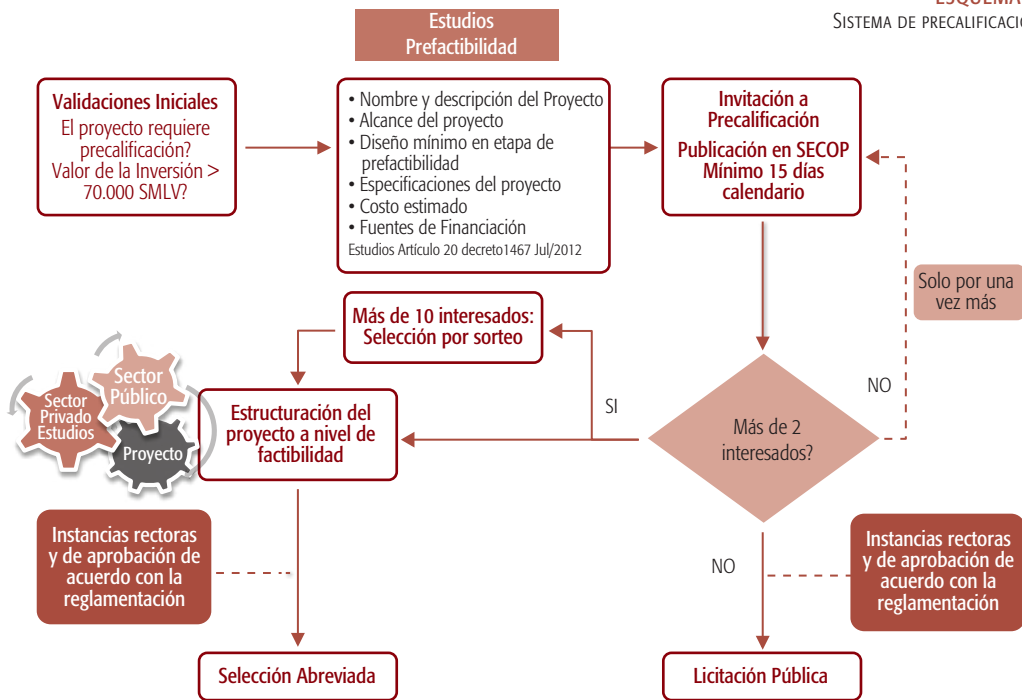 ESQUEMA
SISTEMA DE PRECALIFICACIÓ
Estudios
Prefactibilidad
Validaciones Iniciales
El proyecto requiere
precalificación?
Valor de la Inversión >
70.000 SMLV?
• Nombre y descripción del Proyecto
• Alcance del proyecto
• Diseño mínimo en etapa de
prefactibilidad
• Especificaciones del proyecto
• Costo estimado
• Fuentes de Financiación
Estudios Artículo 20 decreto1467 Jul/2012
Invitación a
Precalificación
Publicación en SECOP
Mínimo 15 días
calendario
Solo por una
vez más
Más de 10 interesados:
Selección por sorteo
Sector
Público
Sector
Privado
Estudios
Proyecto
Estructuración del
proyecto a nivel de
factibilidad
SI
Más de 2
interesados?
NO
Instancias rectoras
y de aprobación de
acuerdo con la
reglamentación
NO
Instancias rectoras
y de aprobación de
acuerdo con la
reglamentación
Selección Abreviada
Licitación Pública